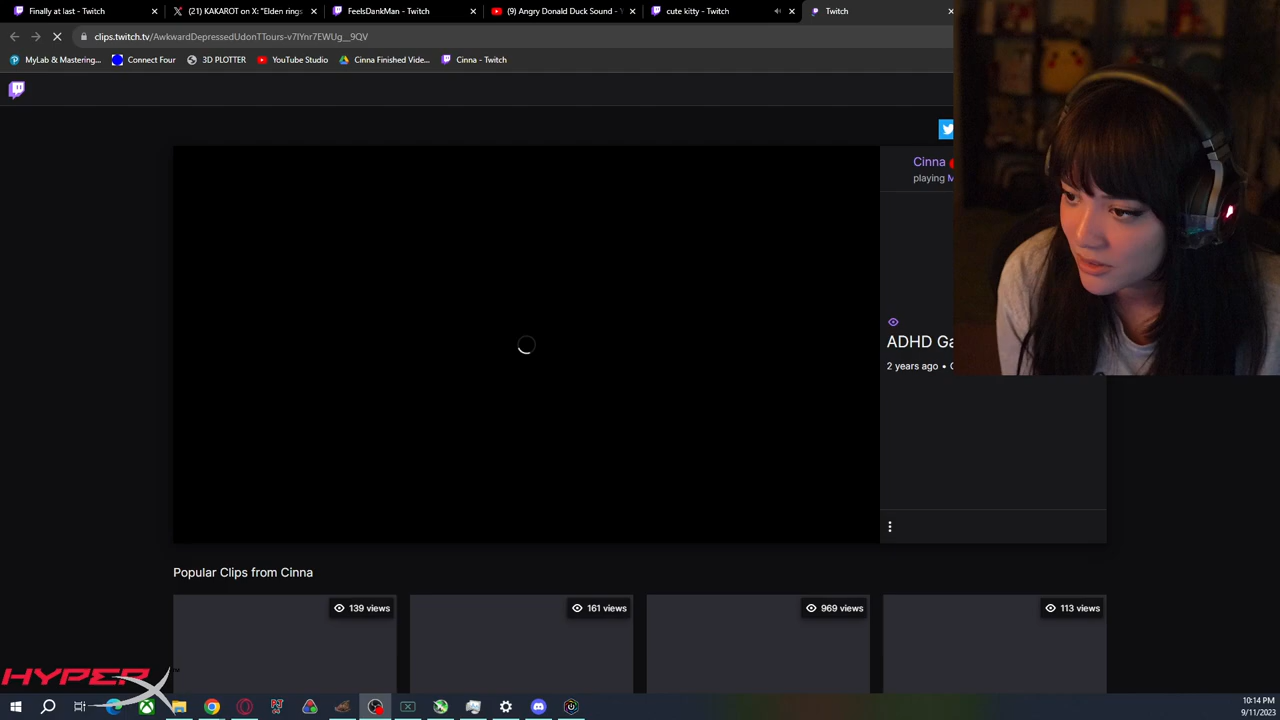 Finally at last - Twitch
(21) KAKAROT on X: "Elden rings
FeelsDankMan - Twitch
(9) Angry Donald Duck Sound -
cute kitty - Twitch
Twitch
clips.twitch.tv/AwkwardDepressedUdonTTours-v7IYnr7EWUg__9QV
MyLab & Mastering...
Connect Four
3D PLOTTER
YouTube Studio
Cinna Finished Vide...
Cinna - Twitch
Cinna
playing M
ADHD Ga
2 years ago •
Popular Clips from Cinna
139 views
161 views
969 views
113 views
HYPERX
10:14 PM
9/11/2023